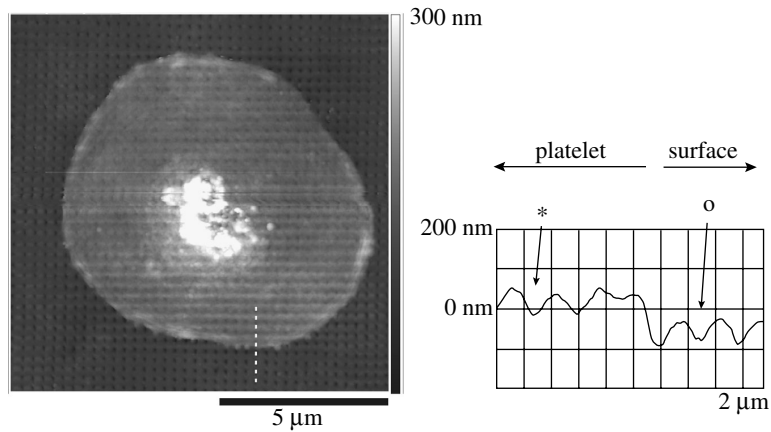 300 nm
5 μm
platelet
surface
*
o
200 nm
0 nm
2 μm